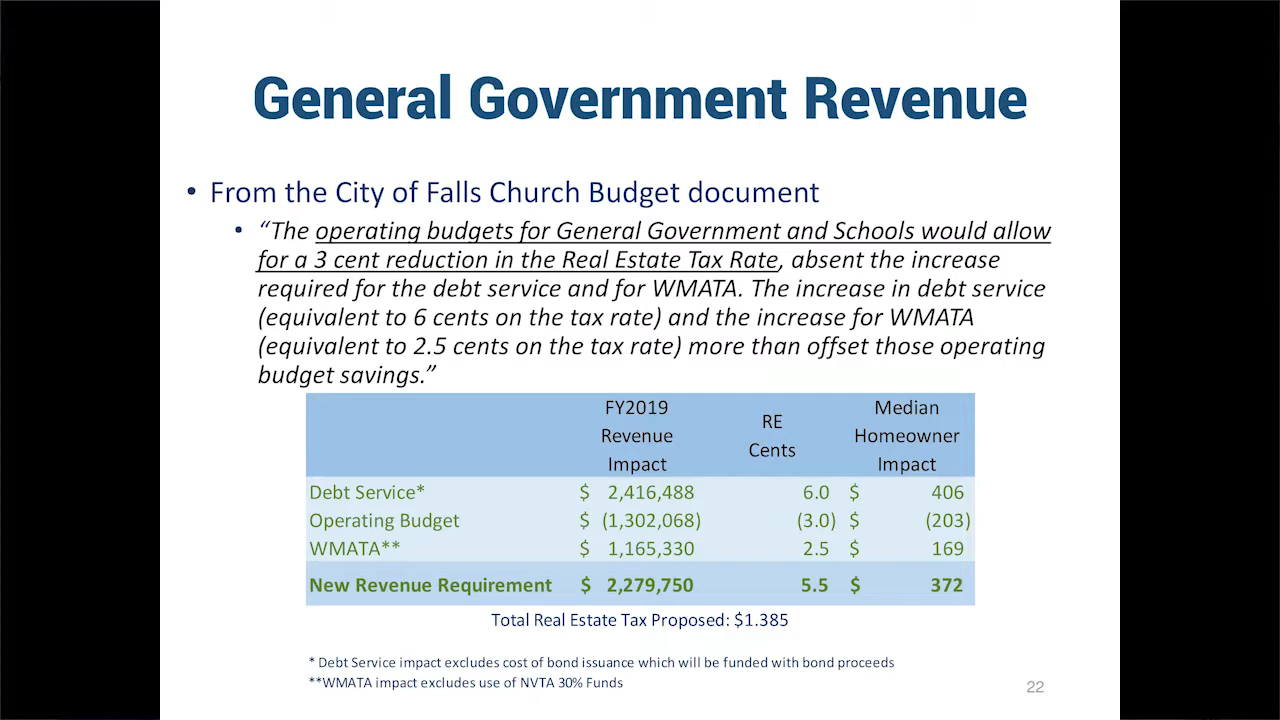 General Government Revenue
• From the City of Falls Church Budget document
• “The operating budgets for General Government and Schools would allow
for a 3 cent reduction in the Real Estate Tax Rate, absent the increase
required for the debt service and for WMATA. The increase in debt service
(equivalent to 6 cents on the tax rate) and the increase for WMATA
(equivalent to 2.5 cents on the tax rate) more than offset those operating
budget savings.”
FY2019 Revenue Impact RE Cents Median Homeowner Impact
Debt Service* $ 2,416,488 6.0 $ 406
Operating Budget $ (1,302,068) (3.0) $ (203)
WMATA** $ 1,165,330 2.5 $ 169
New Revenue Requirement $ 2,279,750 5.5 $ 372
Total Real Estate Tax Proposed: $1.385
* Debt Service impact excludes cost of bond issuance which will be funded with bond proceeds
**WMATA impact excludes use of NVTA 30% Funds
22